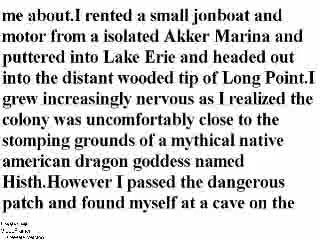 me about.I rented a small jonboat and
motor from a isolated Akker Marina and
puttered into Lake Erie and headed out
into the distant wooded tip of Long Point.I
grew increasingly nervous as I realized the
colony was uncomfortably close to the
stomping grounds of a mythical native
american dragon goddess named
Histh.However I passed the dangerous
patch and found myself at a cave on the